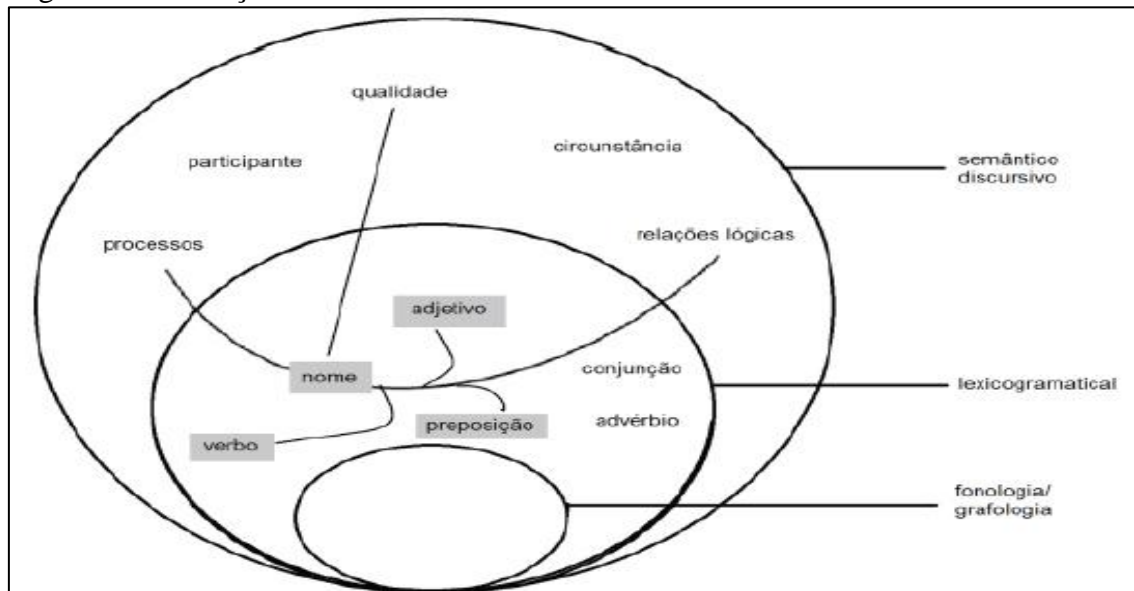 qualidade
participante
circunstância
semântico
discursivo
processos
relações lógicas
adjetivo
nome
conjunção
lexicogramatical
verbo
preposição
advérbio
fonologia/
grafologia